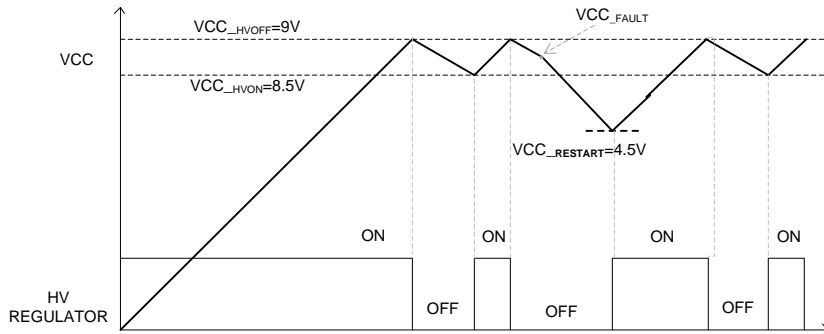 VCC_HVOFF=9V
VCC_FAULT
VCC
VCC_HVON=8.5V
VCC_RESTART=4.5V
ON
ON
ON
ON
HV
REGULATOR
OFF
OFF
OFF